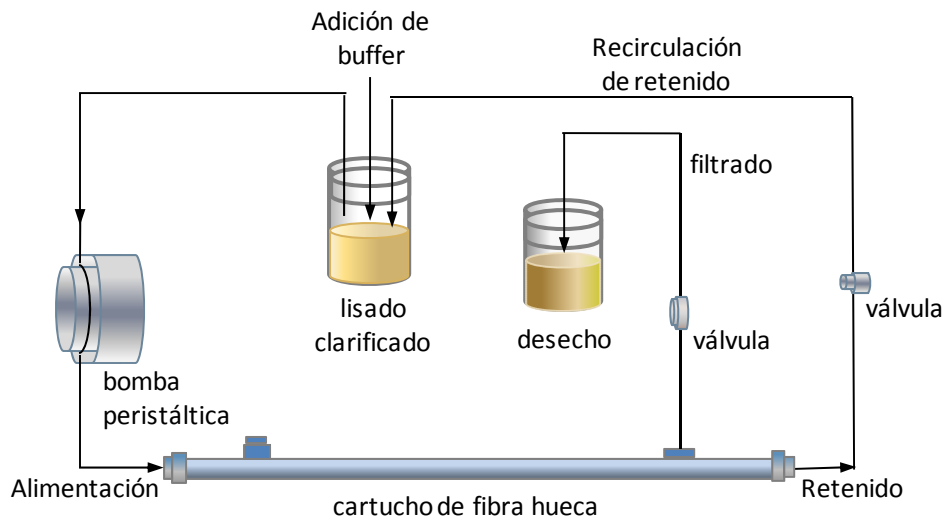 Adición de
buffer
Recirculación
de retenido
filtrado
lisado
clarificado
desecho
válvula
válvula
bomba
peristáltica
Alimentación
cartucho de fibra hueca
Retenido